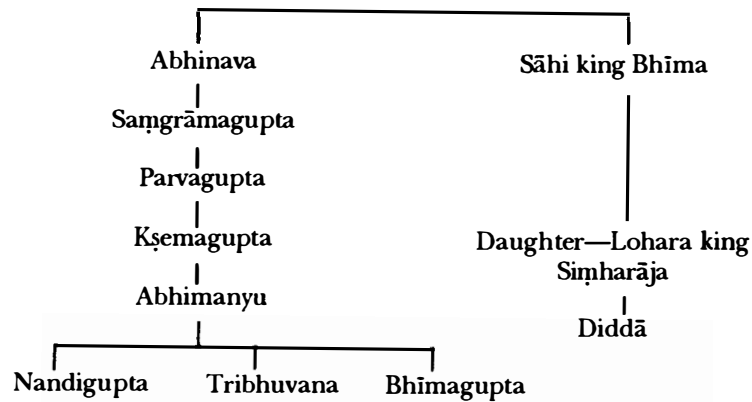 Abhinava
Sāhi king Bhīma
Saṃgrāmagupta
Parvagupta
Kṣemagupta
Daughter—Lohara king
Siṃharāja
Abhimanyu
Diddā
Nandigupta Tribhuvana Bhīmagupta